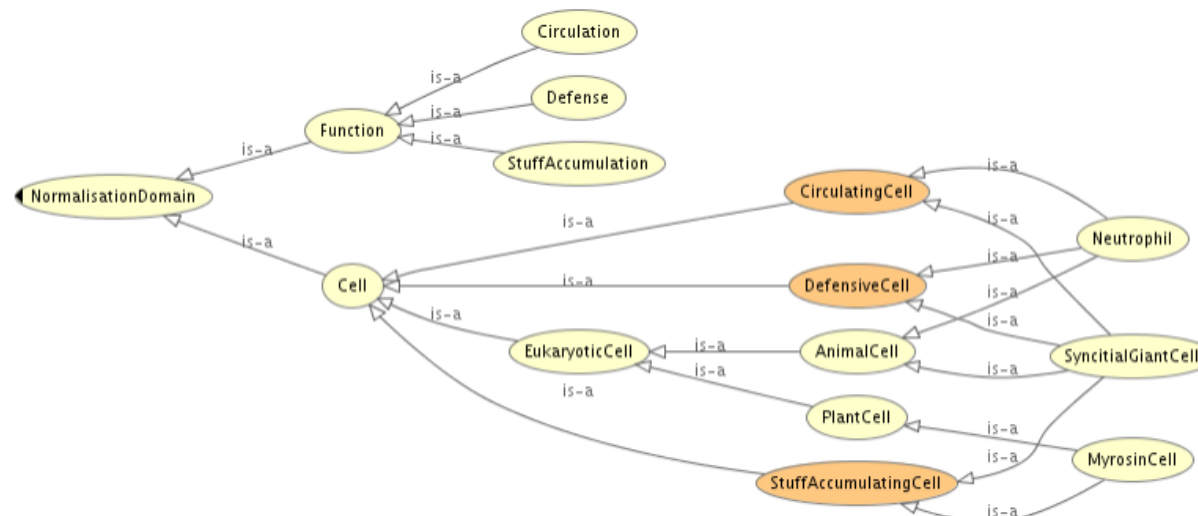 Circulation
is-a
Defense
is-a
Function
is-a
is-a
StuffAccumulation
is-a
NormalisationDomain
CirculatingCell
is-a
is-a
is-a
Neutrophil
is-a
is-a
Cell
is-a
DefensiveCell
is-a
is-a
is-a
EukaryoticCell
is-a
AnimalCell
SyncitialGiantCell
is-a
is-a
is-a
PlantCell
is-a
is-a
MyrosinCell
StuffAccumulatingCell
is-a